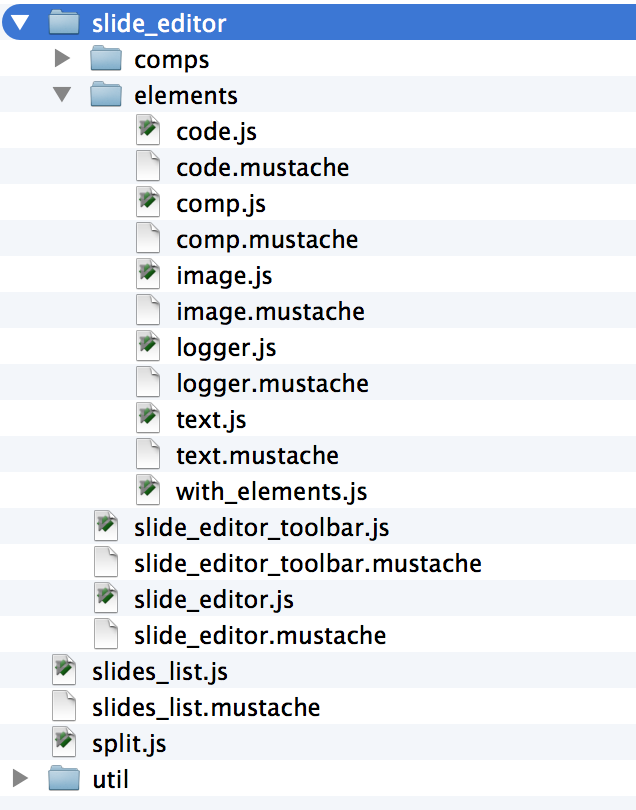 slide_editor
comps
elements
code.js
code.mustache
comp.js
comp.mustache
image.js
image.mustache
logger.js
logger.mustache
text.js
text.mustache
with_elements.js
slide_editor_toolbar.js
slide_editor_toolbar.mustache
slide_editor.js
slide_editor.mustache
slides_list.js
slides_list.mustache
split.js
util